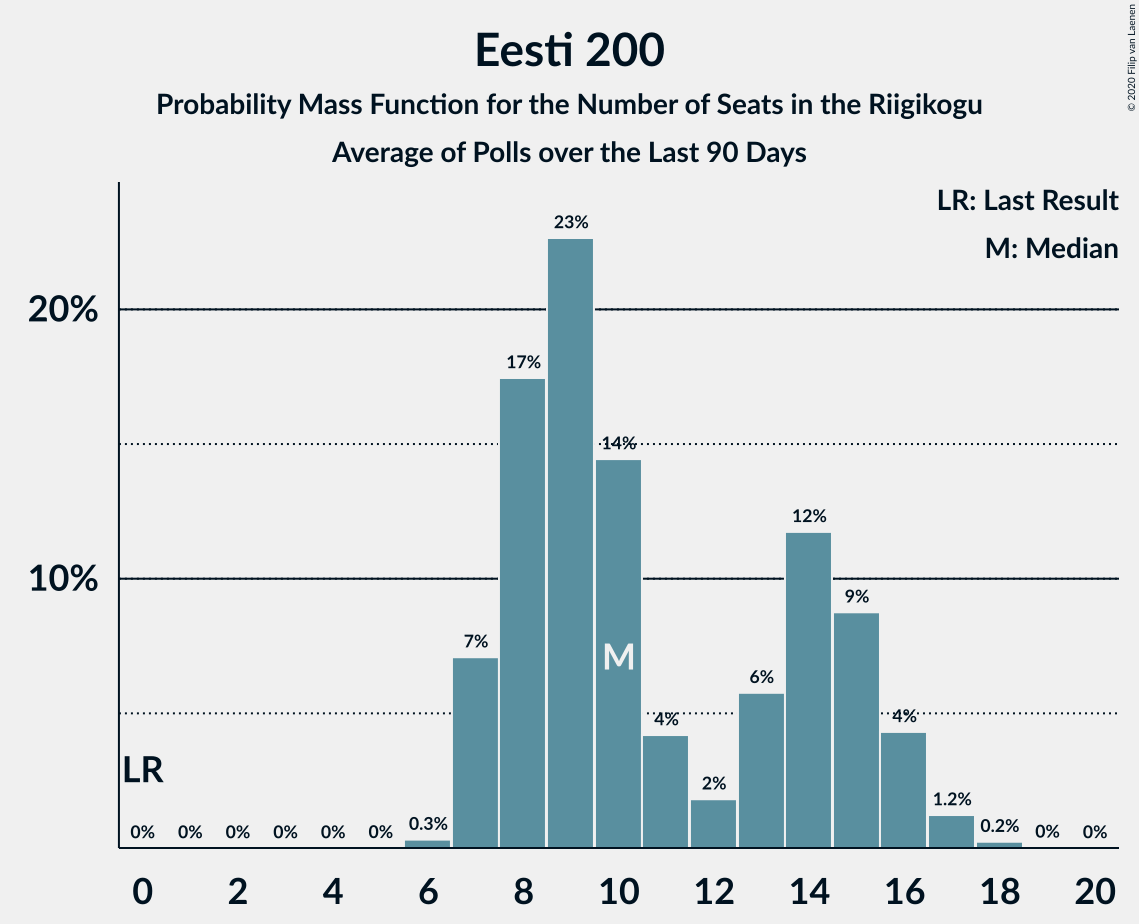 Eesti 200
Probability Mass Function for the Number of Seats in the Riigikogu
Average of Polls over the Last 90 Days
© 2020 Filip van Laenen
LR: Last Result
M: Median
20%
10%
0% 0% 0% 0% 0% 0% 0.3% 7% 17% 23% 14% 4% 2% 6% 12% 9% 4% 1.2% 0.2% 0% 0%
LR
M
0 2 4 6 8 10 12 14 16 18 20